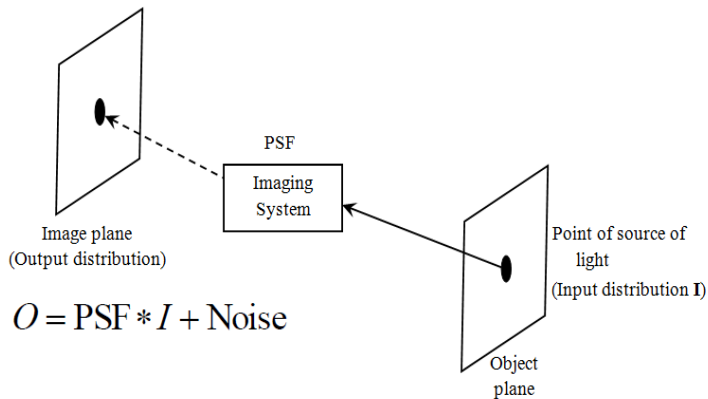 PSF
Imaging
System
Image plane
(Output distribution)
Point of source of
light
(Input distribution I)
O = PSF * I + Noise
Object
plane